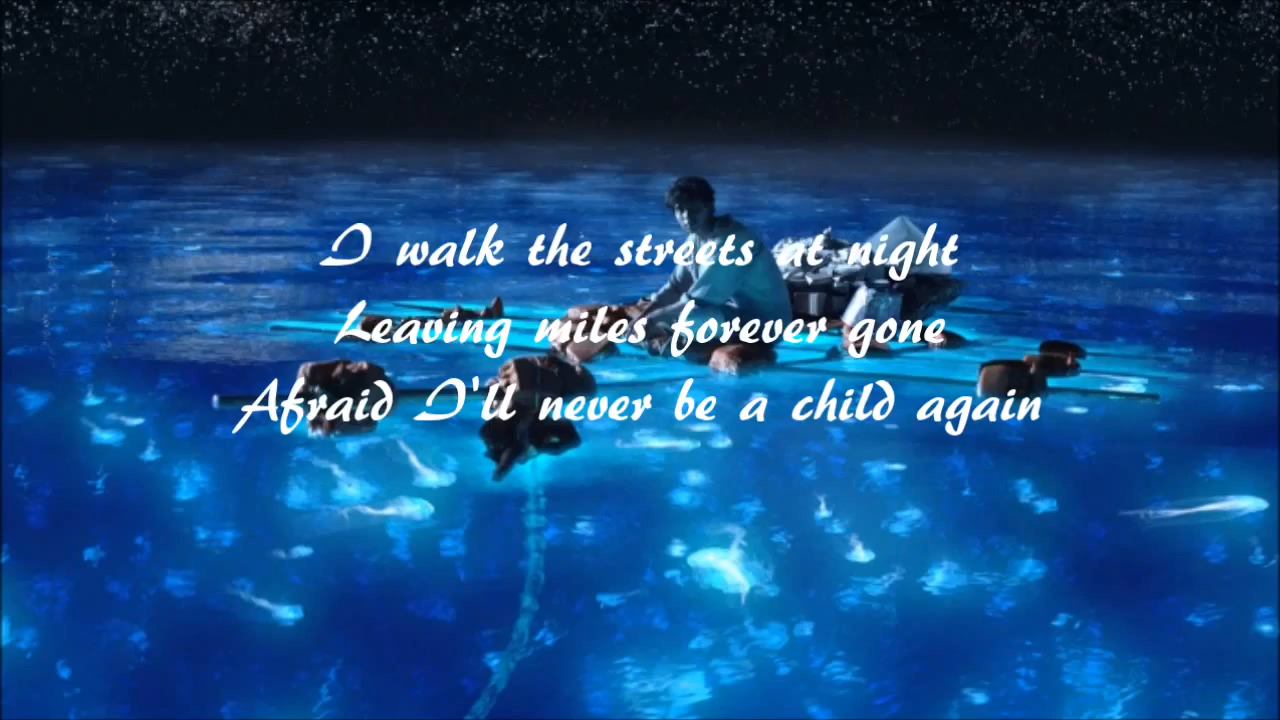 I walk the streets at night
Leaving miles forever gone
Afraid I'll never be a child again